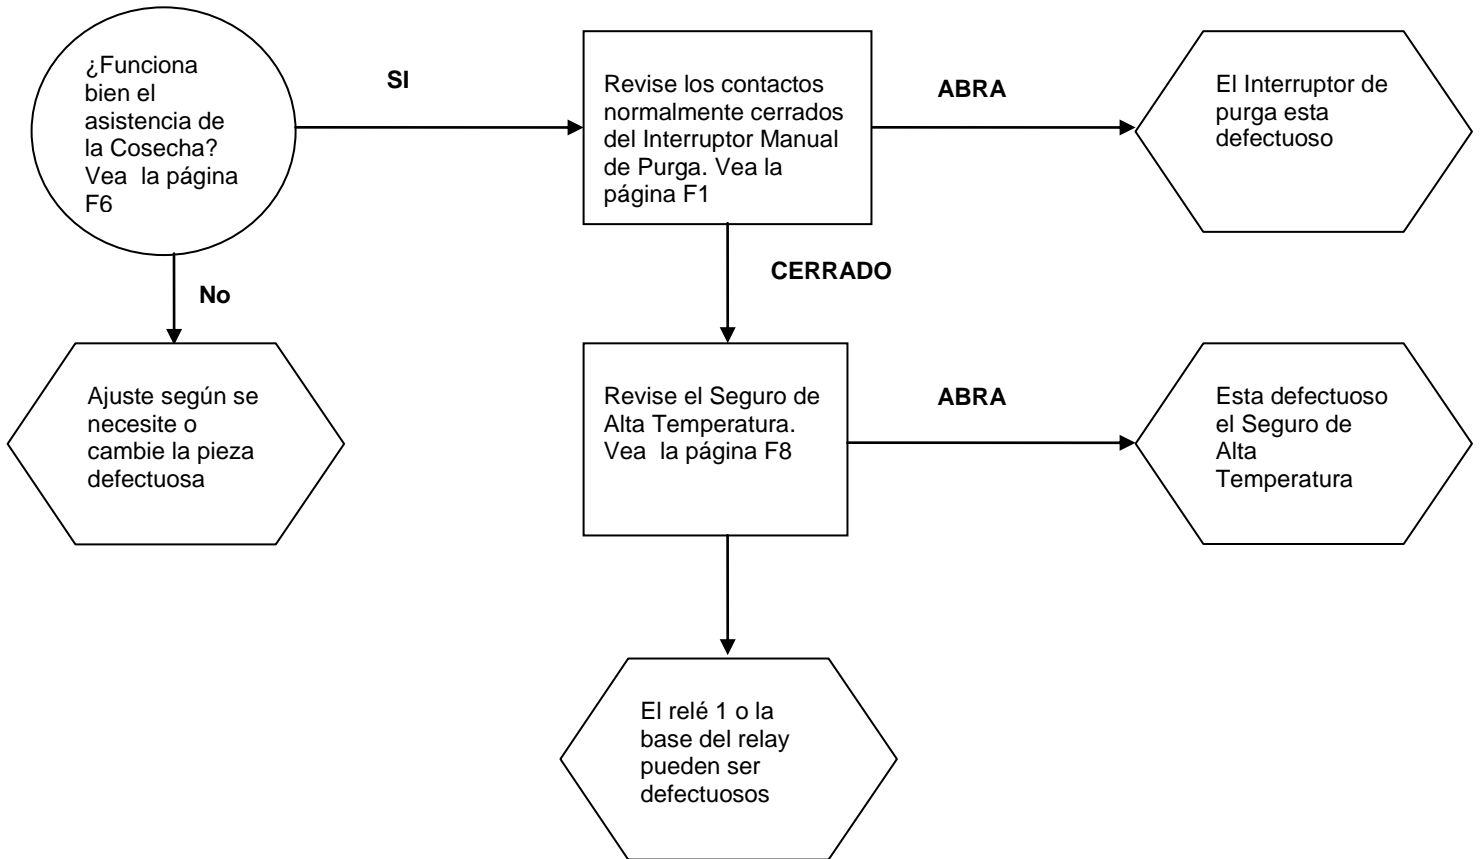 ¿Funciona
bien el
asistencia de
la Cosecha?
Vea la página
F6
SI
Revise los contactos
normalmente cerrados
del Interruptor Manual
de Purga. Vea la
página F1
ABRA
El Interruptor de
purga esta
defectuoso
No
CERRADO
Ajuste según se
necesite o
cambie la pieza
defectuosa
Revise el Seguro de
Alta Temperatura.
Vea la página F8
ABRA
Esta defectuoso
el Seguro de
Alta
Temperatura
El relé 1 o la
base del relay
pueden ser
defectuosos